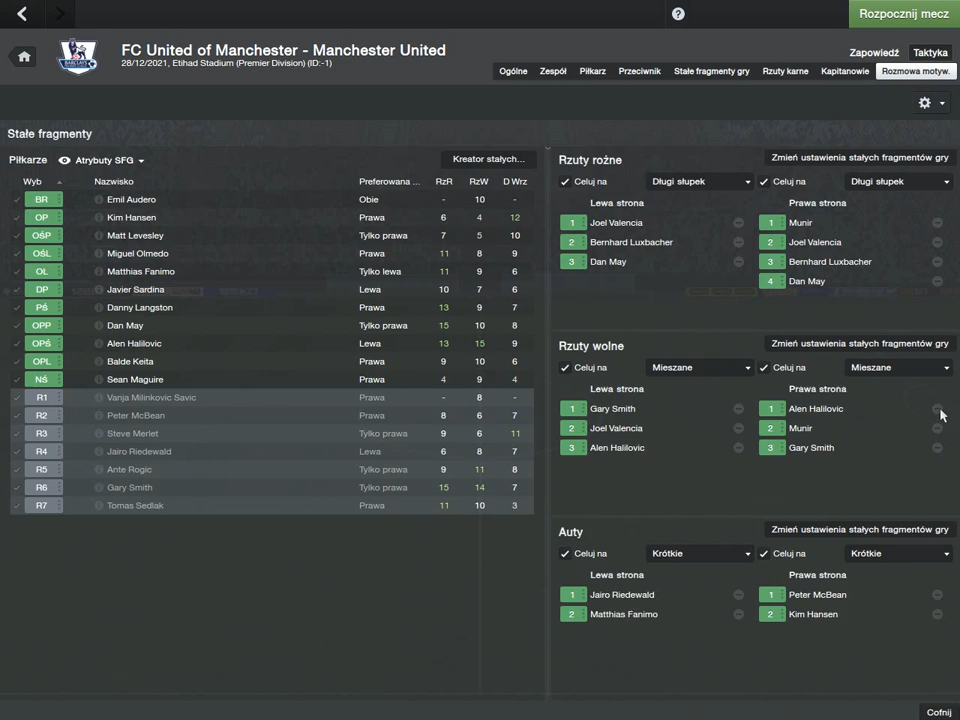 Rozpocznij mecz
FC United of Manchester - Manchester United
28/12/2021, Etihad Stadium (Premier Division) (ID:-1)
Zapowiedź Taktyka
Ogólne Zespół Piłkarz Przeciwnik Stałe fragmenty gry Rzuty karne Kapitanowie Rozmowa motyw.
Stałe fragmenty
Piłkarze Atrybuty SFG Kreator stałych...
Wyb Nazwisko Preferowana ... RzR RzW D Wrz
BR Emil Audero Obie - 10 -
OP Kim Hansen Prawa 6 4 12
OŚP Matt Levesley Tylko prawa 7 5 10
OŚL Miguel Olmedo Prawa 11 8 9
OL Matthias Fanimo Tylko lewa 11 9 6
DP Javier Sardina Lewa 10 7 6
PŚ Danny Langston Prawa 13 9 7
OPP Dan May Tylko prawa 15 10 8
OPŚ Alen Halilovic Lewa 13 15 9
OPL Balde Keita Prawa 9 10 6
NŚ Sean Maguire Prawa 4 9 4
R1 Vanja Milinkovic Savic Prawa - 8 -
R2 Peter McBean Prawa 8 6 7
R3 Steve Merlet Tylko prawa 9 6 11
R4 Jairo Riedewald Lewa 6 8 7
R5 Ante Rogic Tylko prawa 9 11 8
R6 Gary Smith Tylko prawa 15 14 7
R7 Tomas Sedlak Prawa 11 10 3
Rzuty rożne Zmień ustawienia stałych fragmentów gry
Celuj na Długi słupek Celuj na Długi słupek
Lewa strona Prawa strona
1 Joel Valencia 1 Munir
2 Bernhard Luxbacher 2 Joel Valencia
3 Dan May 3 Bernhard Luxbacher
4 Dan May
Rzuty wolne Zmień ustawienia stałych fragmentów gry
Celuj na Mieszane Celuj na Mieszane
Lewa strona Prawa strona
1 Gary Smith 1 Alen Halilovic
2 Joel Valencia 2 Munir
3 Alen Halilovic 3 Gary Smith
Auty Zmień ustawienia stałych fragmentów gry
Celuj na Krótkie Celuj na Krótkie
Lewa strona Prawa strona
1 Jairo Riedewald 1 Peter McBean
2 Matthias Fanimo 2 Kim Hansen
Cofnij